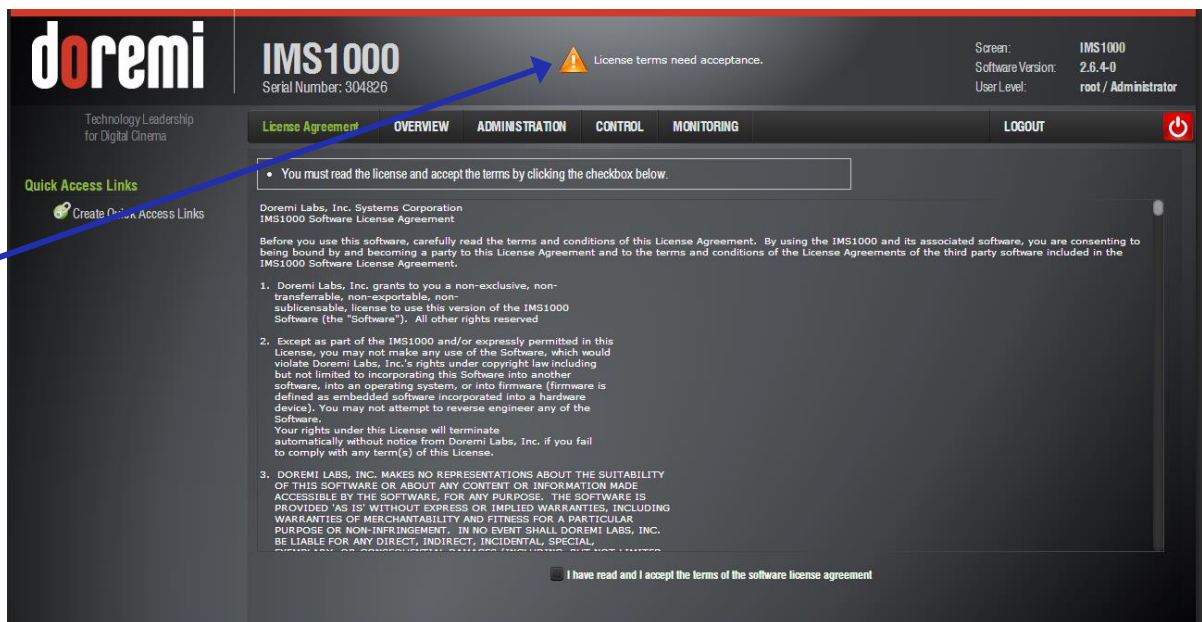 doremi
Technology Leadership
for Digital Cinema
Quick Access Links
Create Quick Access Links
IMS1000
Serial Number: 304826
License terms need acceptance.
Screen: IMS1000
Software Version: 2.6.4-0
User Level: root / Administrator
License Agreement OVERVIEW ADMINISTRATION CONTROL MONITORING LOGOUT
• You must read the license and accept the terms by clicking the checkbox below.
Doremi Labs, Inc. Systems Corporation
IMS1000 Software License Agreement
Before you use this software, carefully read the terms and conditions of this License Agreement. By using the IMS1000 and its associated software, you are consenting to
being bound by and becoming a party to this License Agreement and to the terms and conditions of the License Agreements of the third party software included in the
IMS1000 Software License Agreement.
1. Doremi Labs, Inc. grants to you a non-exclusive, non-
transferrable, non-exportable, non-
sublicensable, license to use this version of the IMS1000
Software (the "Software"). All other rights reserved
2. Except as part of the IMS1000 and/or expressly permitted in this
License, you may not make any use of the Software, which would
violate Doremi Labs, Inc.'s rights under copyright law including
but not limited to incorporating this Software into another
software, into an operating system, or into firmware (firmware is
defined as embedded software incorporated into a hardware
device). You may not attempt to reverse engineer any of the
Software.
Your rights under this License will terminate
automatically without notice from Doremi Labs, Inc. if you fail
to comply with any term(s) of this License.
3. DOREMI LABS, INC. MAKES NO REPRESENTATIONS ABOUT THE SUITABILITY
OF THIS SOFTWARE OR ABOUT ANY CONTENT OR INFORMATION MADE
ACCESSIBLE BY THE SOFTWARE, FOR ANY PURPOSE. THE SOFTWARE IS
PROVIDED 'AS IS' WITHOUT EXPRESS OR IMPLIED WARRANTIES, INCLUDING
WARRANTIES OF MERCHANTABILITY AND FITNESS FOR A PARTICULAR
PURPOSE OR NON-INFRINGEMENT. IN NO EVENT SHALL DOREMI LABS, INC.
BE LIABLE FOR ANY DIRECT, INDIRECT, INCIDENTAL, SPECIAL,
EXEMPLARY, OR CONSEQUENTIAL DAMAGES (INCLUDING, BUT NOT LIMITED
I have read and I accept the terms of the software license agreement